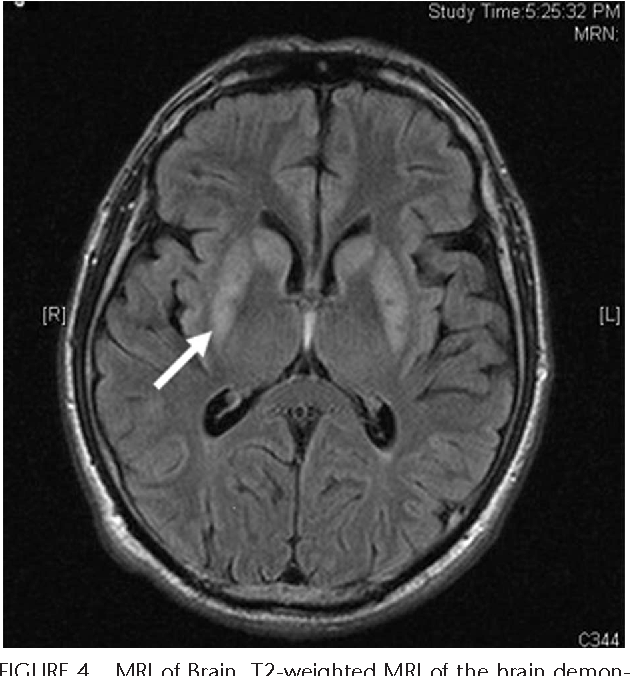 Study Time:5:25:32 PM
MRN:
[R]
[L]
C344
FIGURE 4. MRI of Brain. T2-weighted MRI of the brain demon-